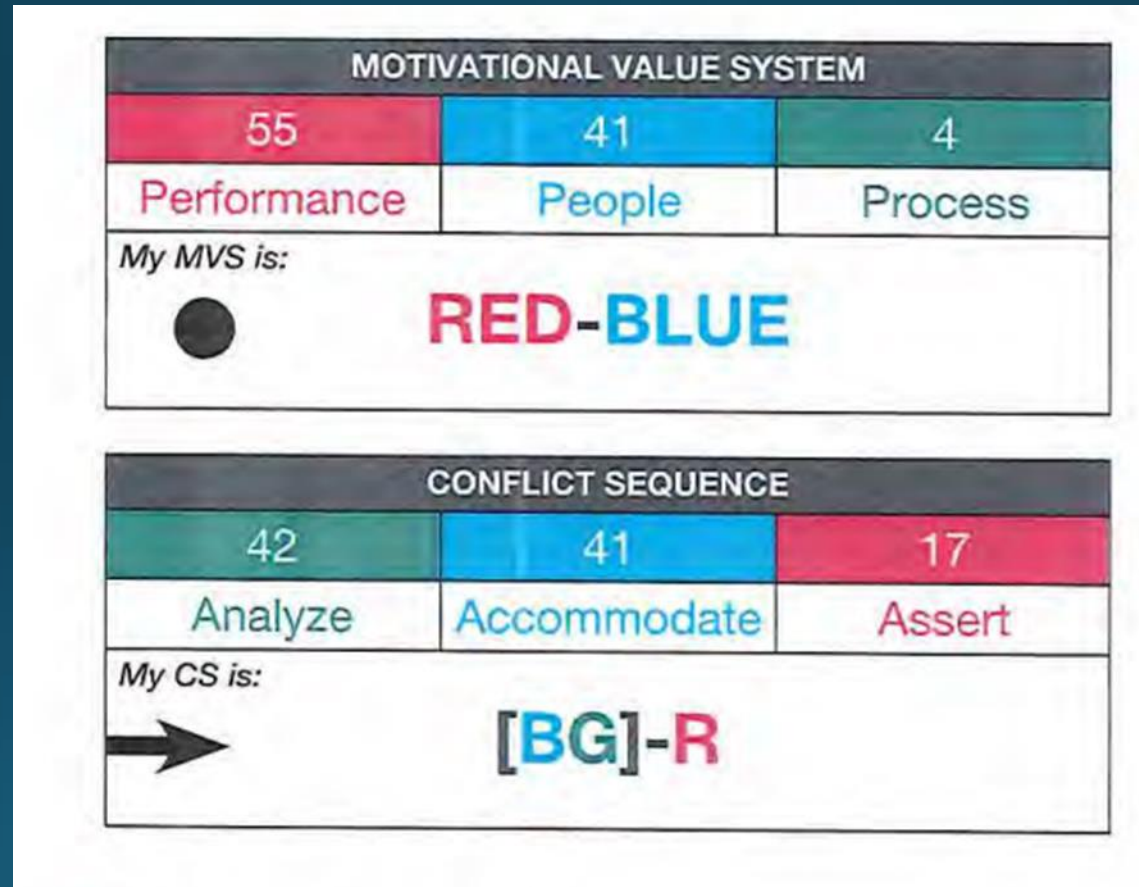 MOTIVATIONAL VALUE SYSTEM
55 41 4
Performance People Process
My MVS is:
RED-BLUE
CONFLICT SEQUENCE
42 41 17
Analyze Accommodate Assert
My CS is:
[BG]-R